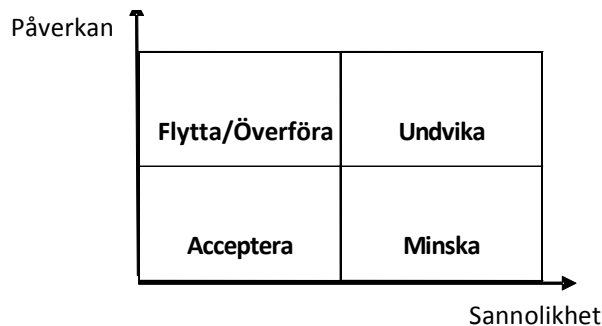 Påverkan
Flytta/Överföra
Undvika
Acceptera
Minska
Sannolikhet